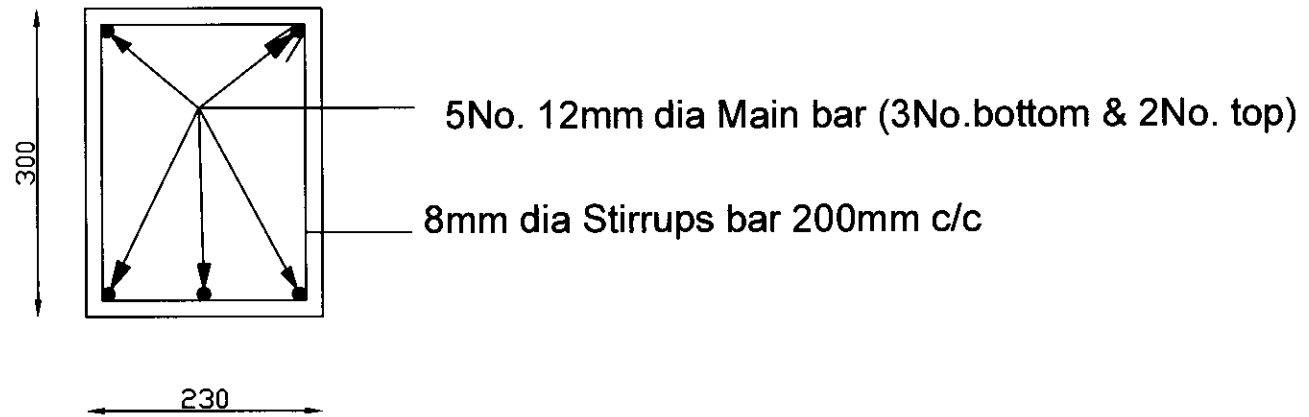 300
5No. 12mm dia Main bar (3No.bottom & 2No. top)
8mm dia Stirrups bar 200mm c/c
230